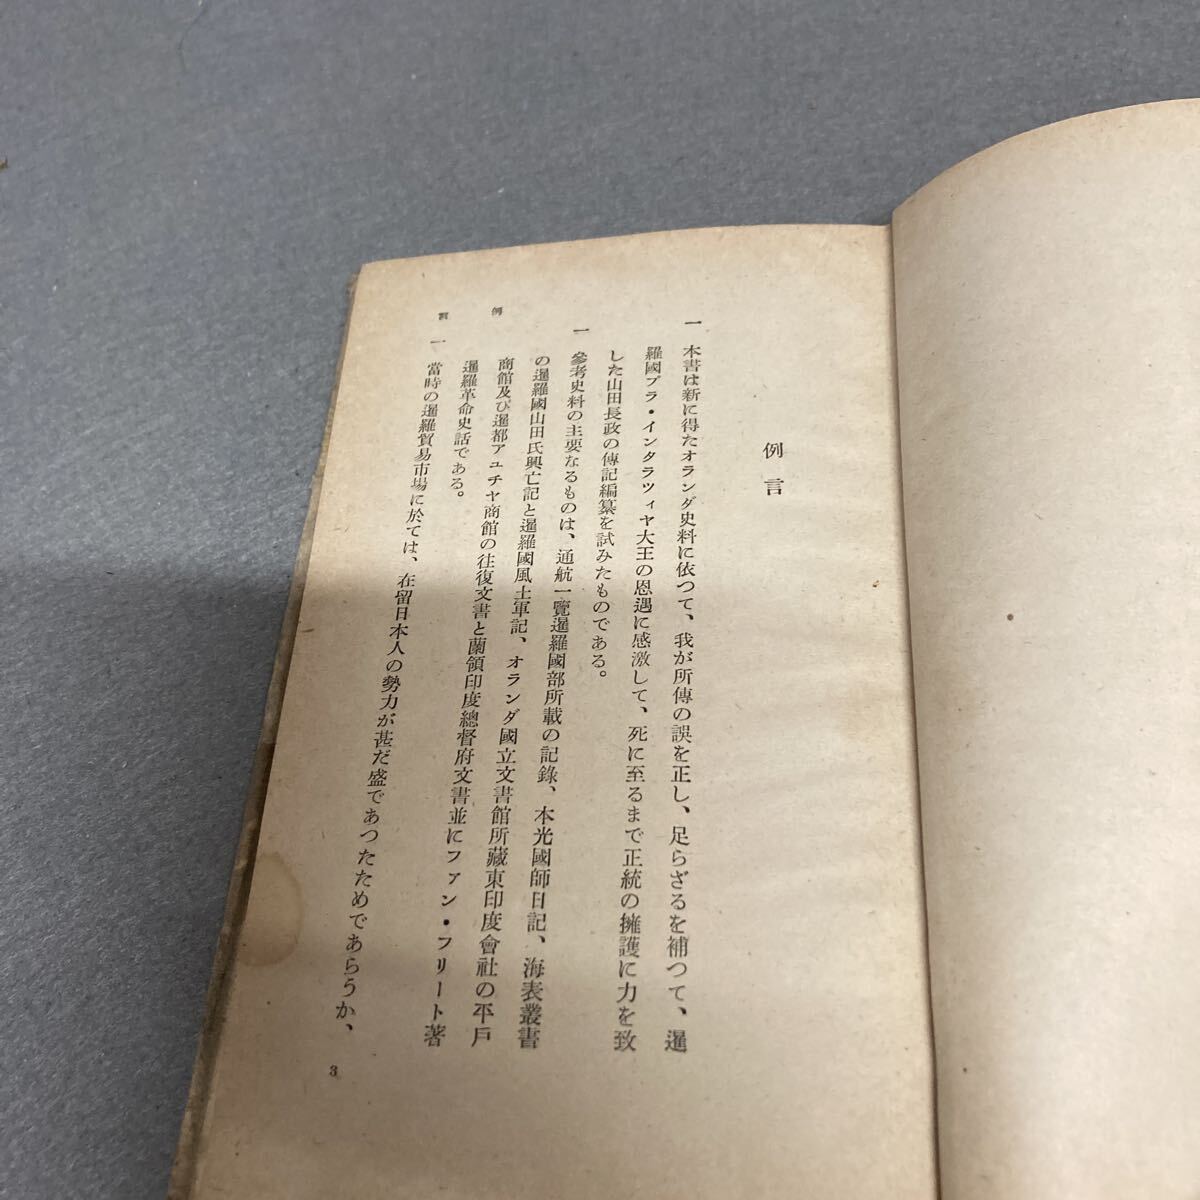 例言
一 本書は新に得たオランダ史料に依つて、我が所傳の誤を正し、足らざるを補つて、暹
羅國プラ・インタラツィヤ大王の恩遇に感激して、死に至るまで正統の擁護に力を致
した山田長政の傳記編纂を試みたものである。
一 參考史料の主要なるものは、通航一覽暹羅國部所載の記錄、本光國師日記、海表叢書
の暹羅國山田氏興亡記と暹羅國風土軍記、オランダ國立文書館所藏東印度會社の平戶
商館及び暹都アユチヤ商館の往復文書と蘭領印度總督府文書並にファン・フリート著
暹羅革命史話である。
一 當時の暹羅貿易市場に於ては、在留日本人の勢力が甚だ盛であつたためであらうか、
例言
3